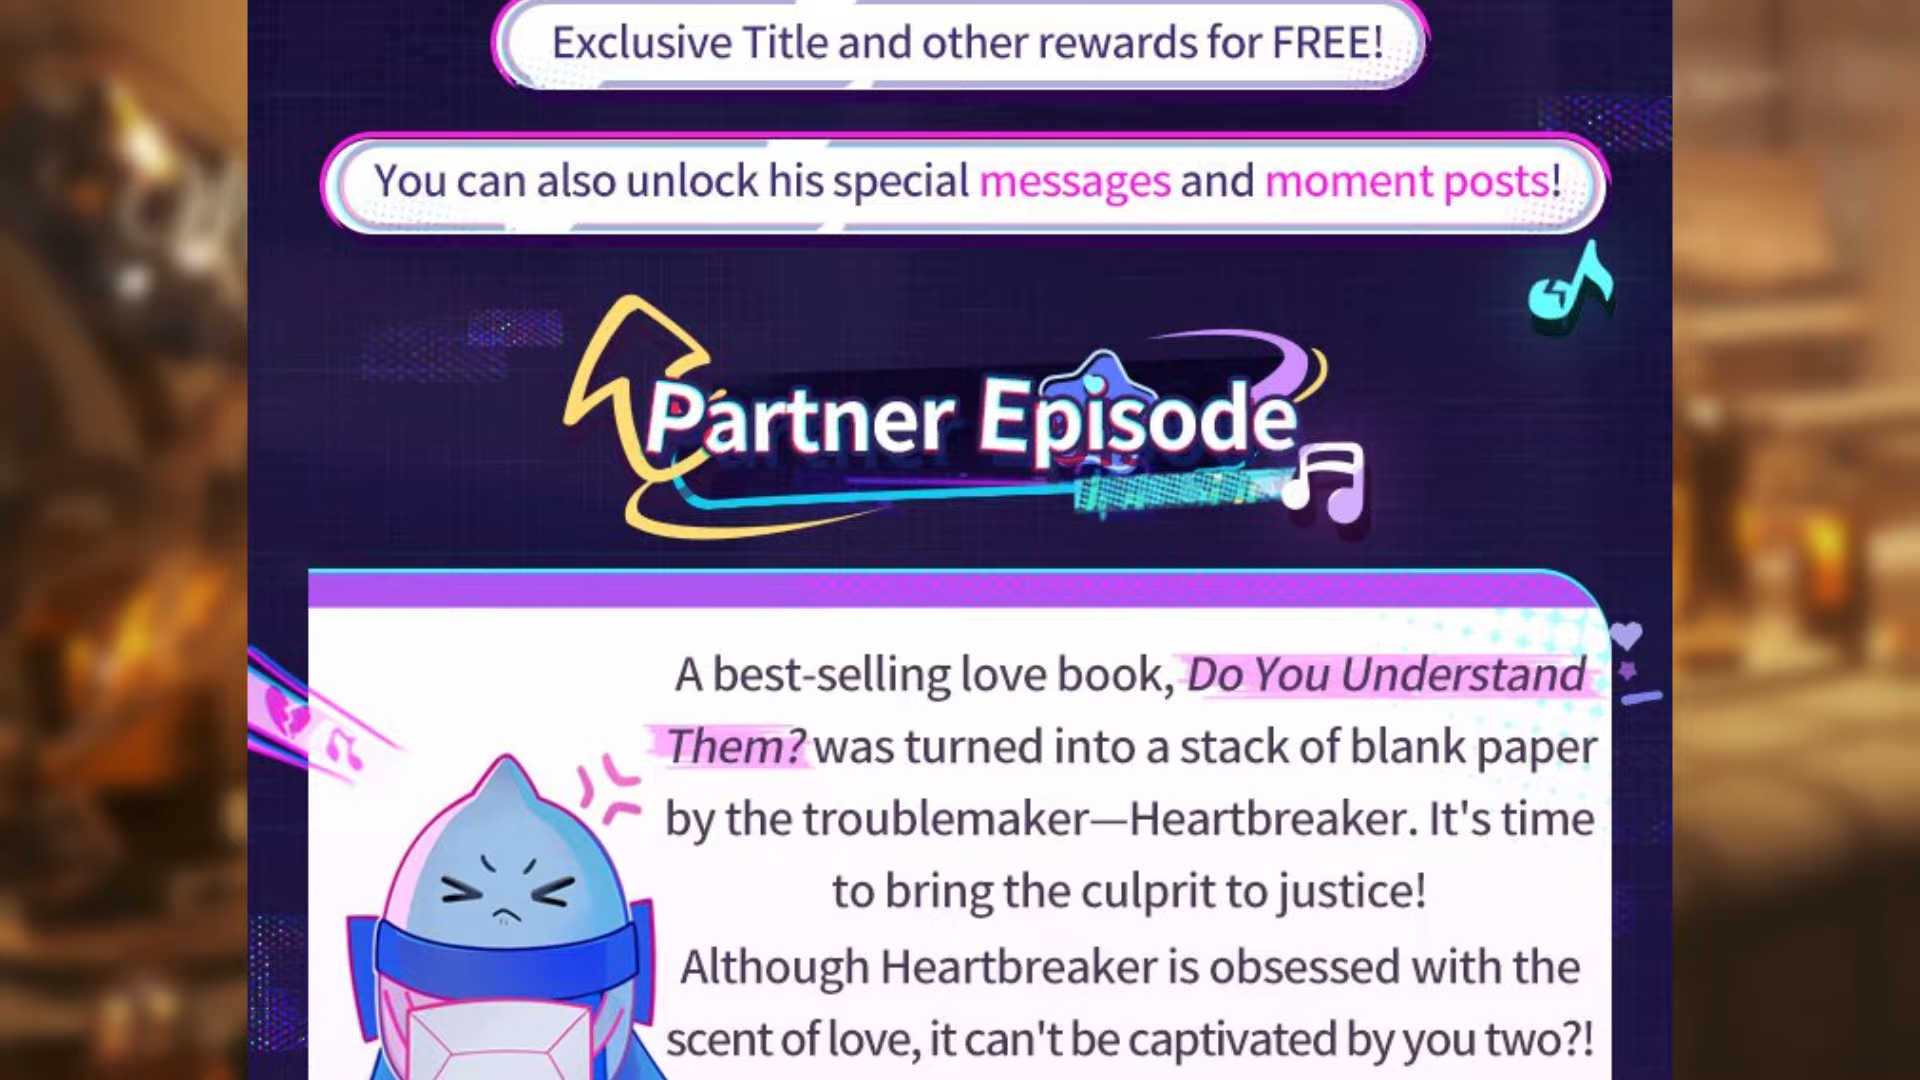 Exclusive Title and other rewards for FREE!
You can also unlock his special messages and moment posts!
Partner Episode
A best-selling love book, Do You Understand
Them? was turned into a stack of blank paper
by the troublemaker—Heartbreaker. It's time
to bring the culprit to justice!
Although Heartbreaker is obsessed with the
scent of love, it can't be captivated by you two?!